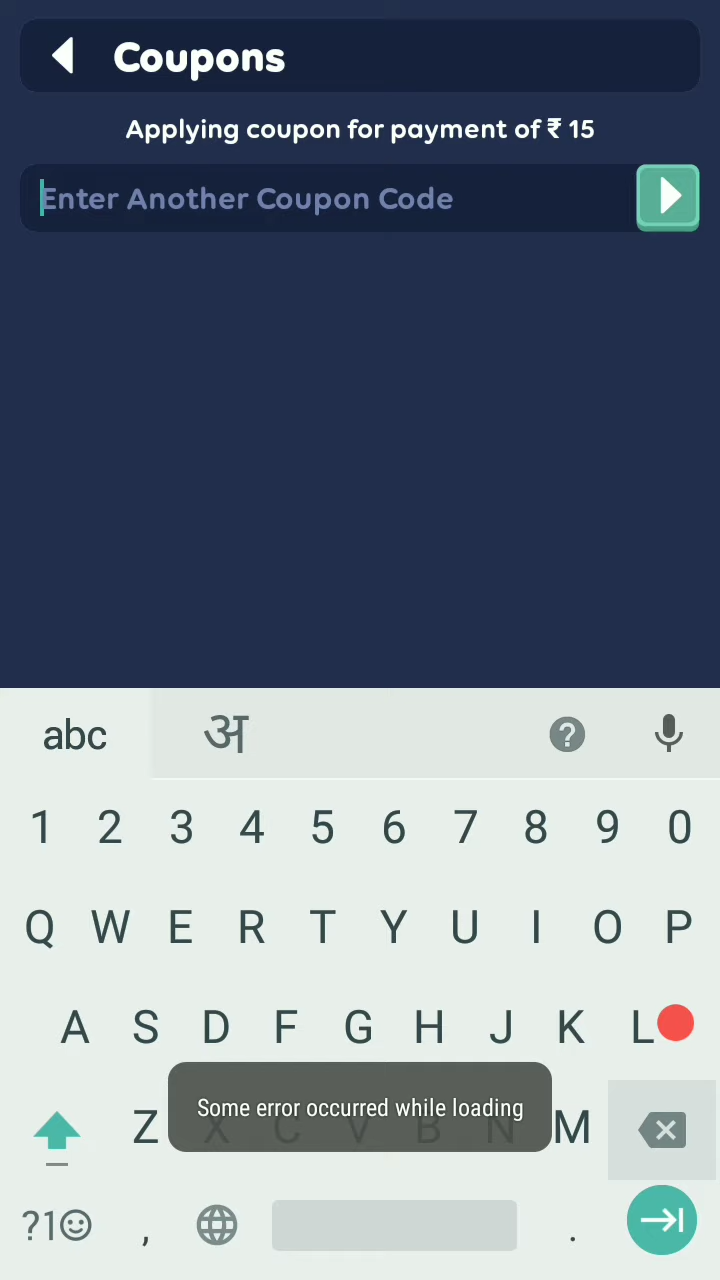 Coupons
Applying coupon for payment of ₹ 15
Enter Another Coupon Code
abc अ ?
1 2 3 4 5 6 7 8 9 0
Q W E R T Y U I O P
A S D F G H J K L
Z X C V B N M
Some error occurred while loading
?1 , .